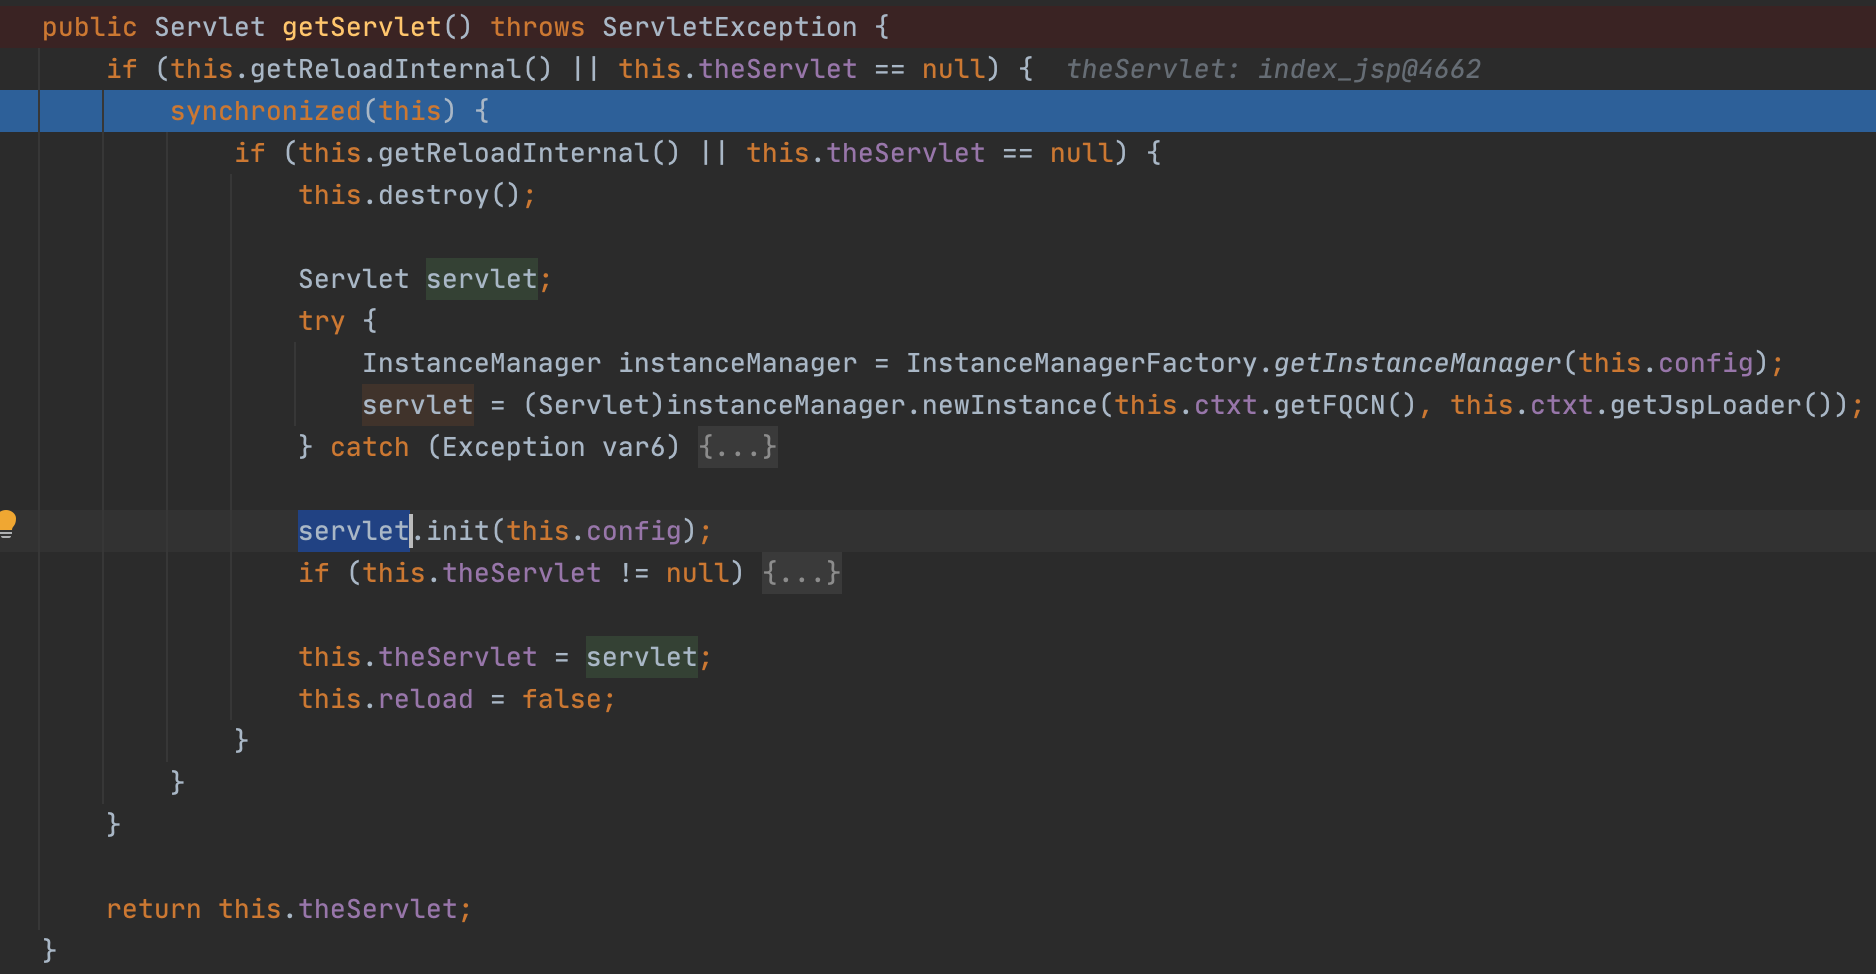 public Servlet getServlet() throws ServletException {
if (this.getReloadInternal() || this.theServlet == null) { theServlet: index_jsp@4662
synchronized(this) {
if (this.getReloadInternal() || this.theServlet == null) {
this.destroy();
Servlet servlet;
try {
InstanceManager instanceManager = InstanceManagerFactory.getInstanceManager(this.config);
servlet = (Servlet)instanceManager.newInstance(this.ctxt.getFQCN(), this.ctxt.getJspLoader());
} catch (Exception var6) {...}
servlet.init(this.config);
if (this.theServlet != null) {...}
this.theServlet = servlet;
this.reload = false;
}
}
}
return this.theServlet;
}